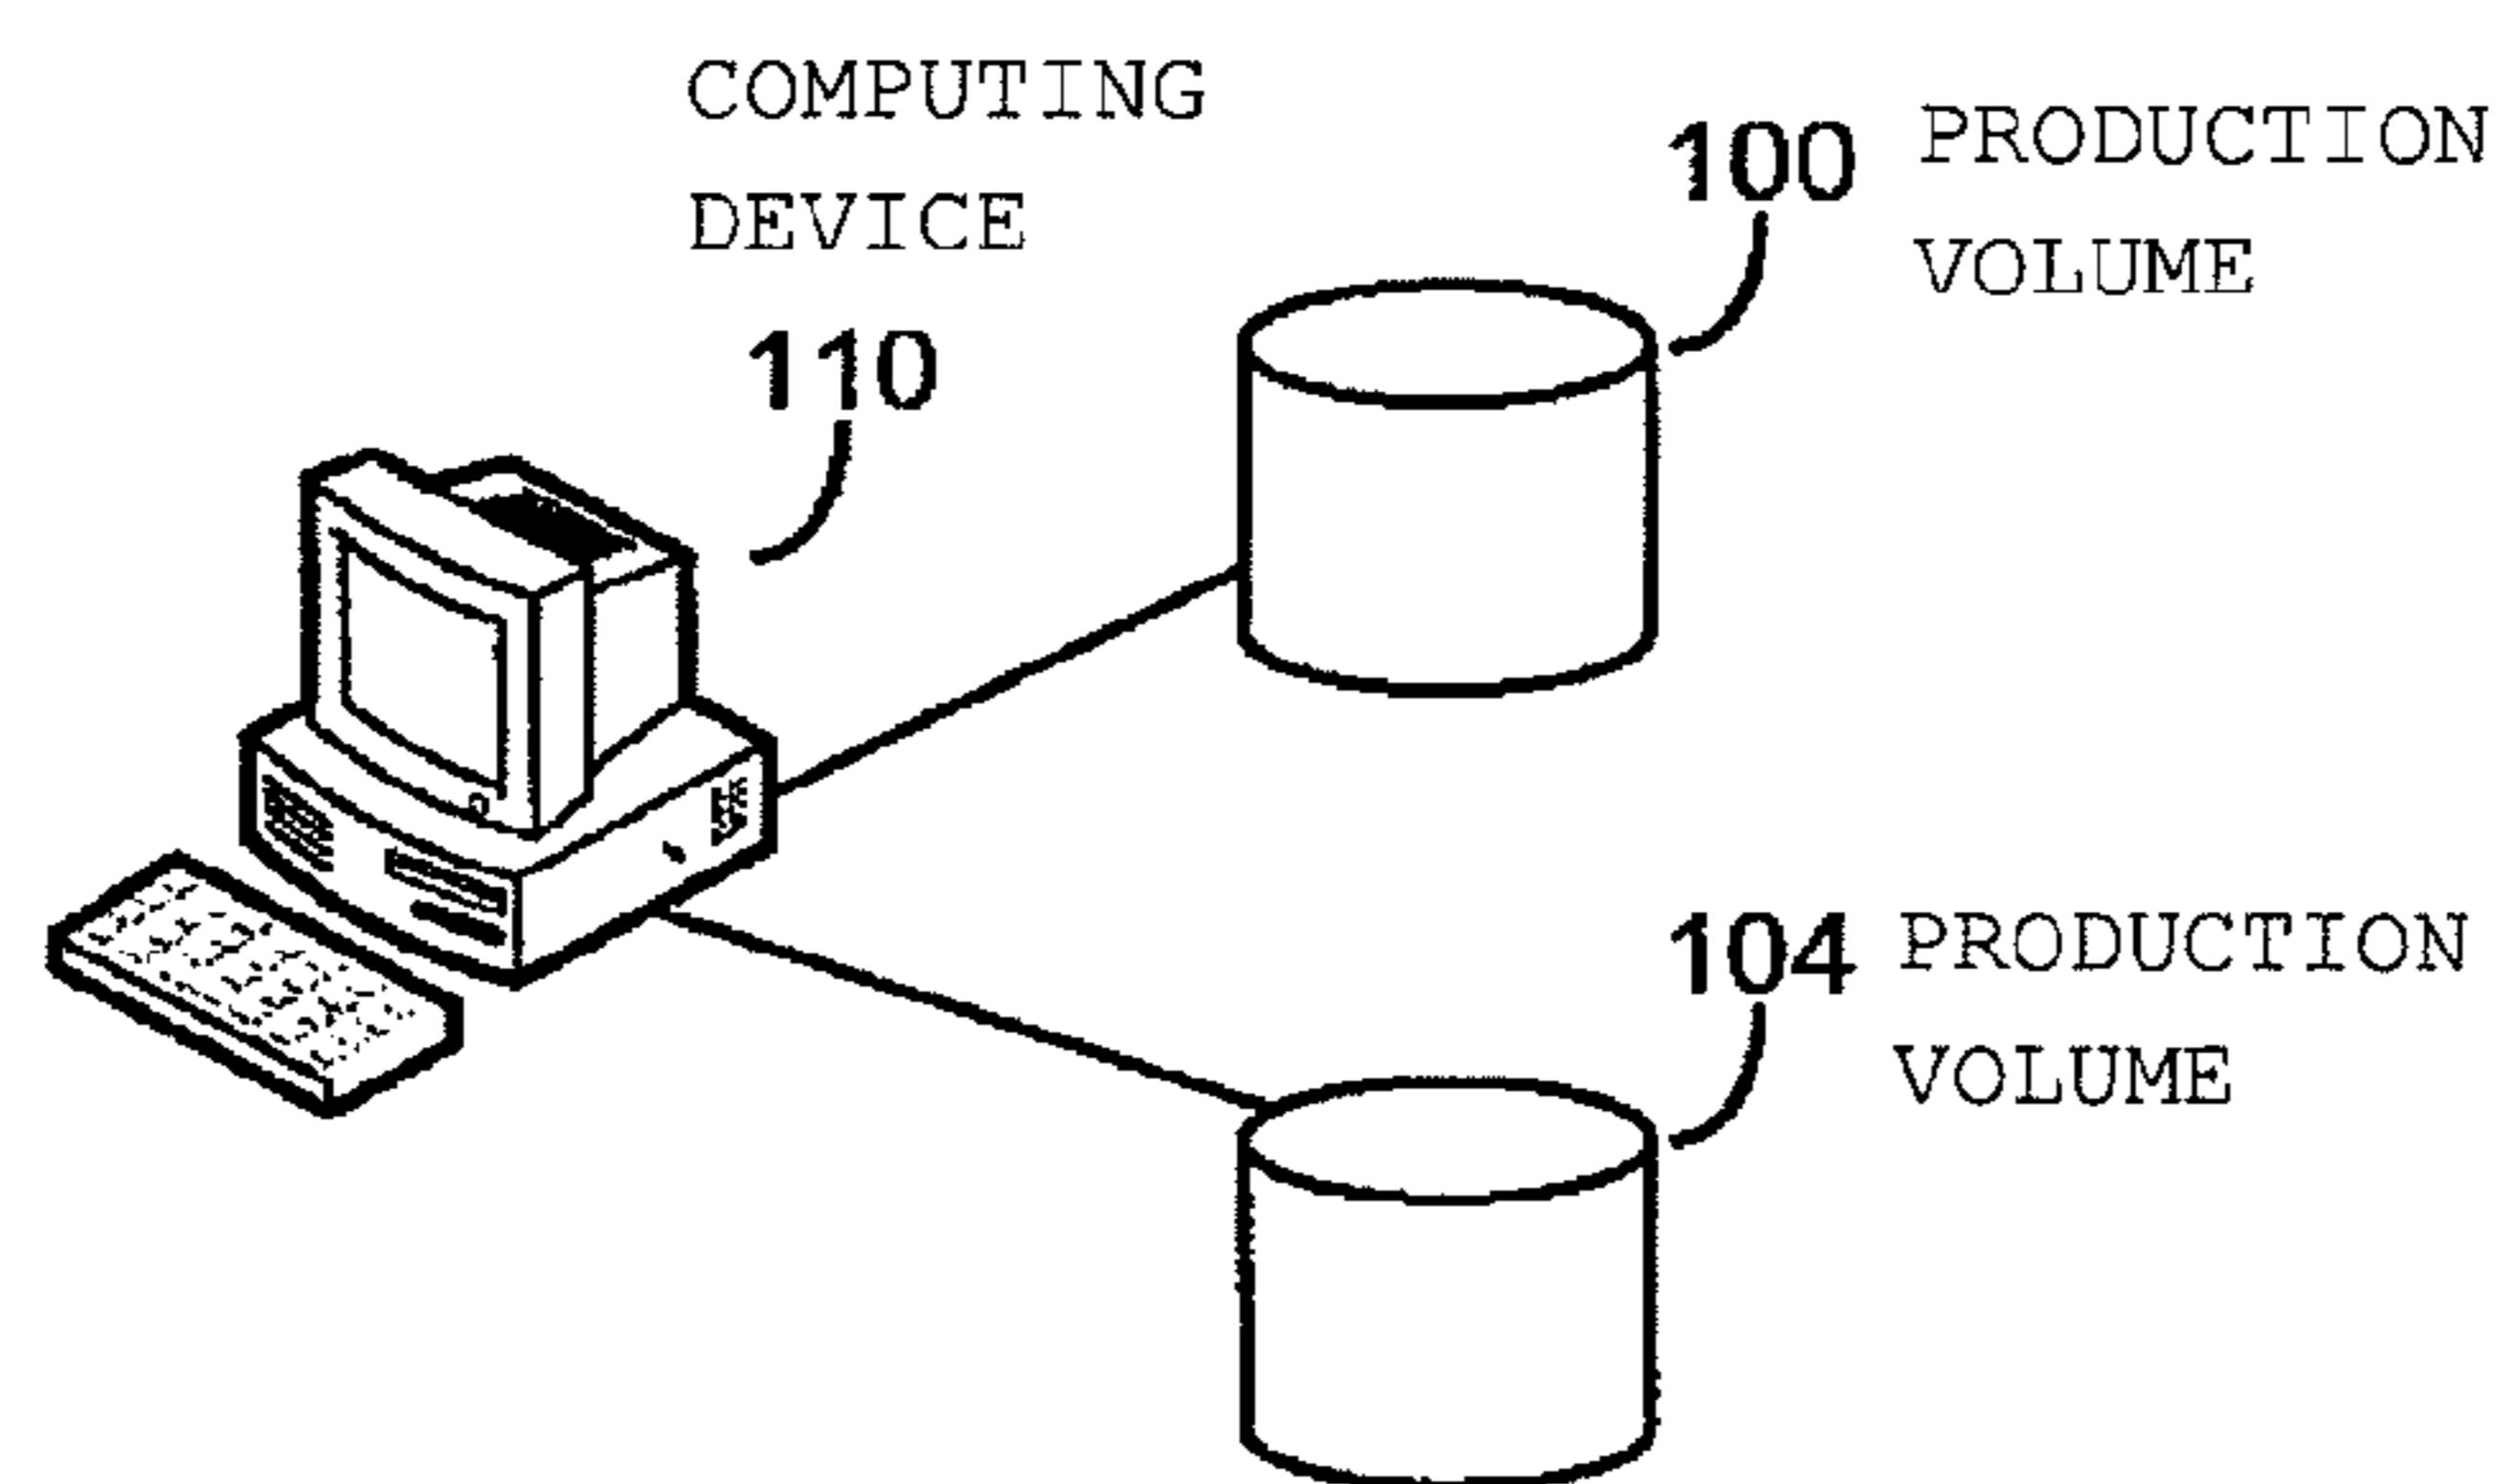 COMPUTING
DEVICE
110
100 PRODUCTION
VOLUME
104 PRODUCTION
VOLUME